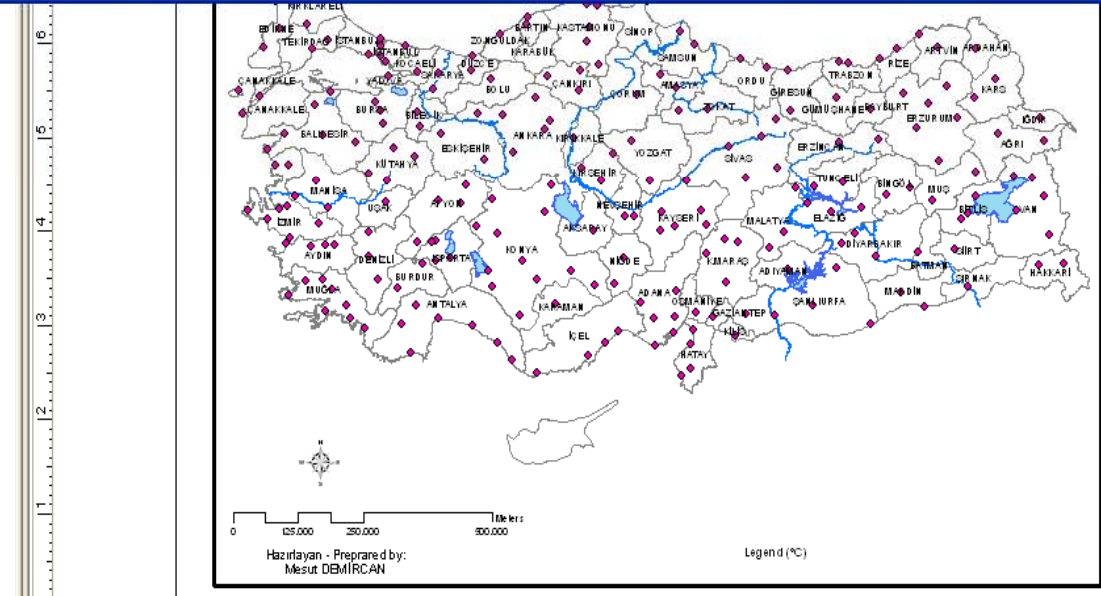 KIRKLARELİ
EDİRNE
TEKİRDAĞ
İSTANBUL
İSTANBUL
KOCAELİ
YALOVA
SAKARYA
ZONGULDAK
BARTIN
KASTAMONU
KARABÜK
DÜZCE
BOLU
SİNOP
SAMSUN
ORDU
GİRESUN
TRABZON
RİZE
ARTVİN
ARDAHAN
ÇANAKKALE
ÇANAKKALE
BURSA
BİLECİK
ÇANKIRI
ÇORUM
AMASYA
TOKAT
GÜMÜŞHANE
BAYBURT
ERZURUM
KARS
IĞDIR
BALIKESİR
ESKİŞEHİR
ANKARA
KIRIKKALE
YOZGAT
SİVAS
ERZİNCAN
AĞRI
KÜTAHYA
KIRŞEHİR
TUNCELİ
BİNGÖL
MUŞ
MANİSA
UŞAK
AFYON
NEVŞEHİR
KAYSERİ
MALATYA
ELAZIĞ
BİTLİS
VAN
İZMİR
AKSARAY
DİYARBAKIR
AYDIN
DENİZLİ
ISPARTA
KONYA
NİĞDE
K.MARAŞ
ADIYAMAN
BATMAN
SİİRT
ŞIRNAK
HAKKARİ
BURDUR
MUĞLA
ANTALYA
KARAMAN
ADANA
OSMANİYE
GAZİANTEP
ŞANLIURFA
MARDİN
İÇEL
KİLİS
HATAY
6
5
4
3
2
1
Meters
0 125.000 250.000 500.000
Hazırlayan - Preprared by:
Mesut DEMİRCAN
Legend (ºC)